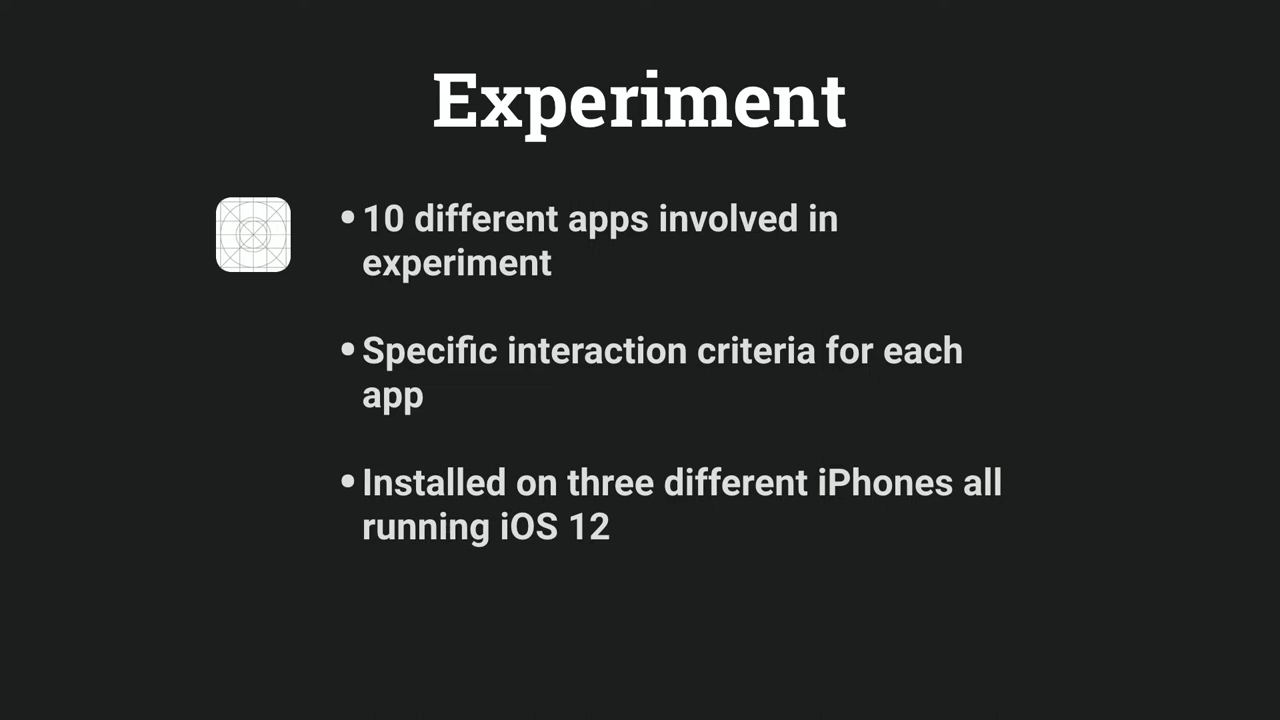 Experiment
• 10 different apps involved in
experiment
• Specific interaction criteria for each
app
• Installed on three different iPhones all
running iOS 12